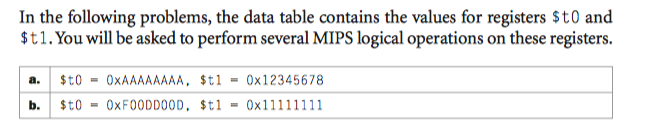 In the following problems, the data table contains the values for registers $t0 and
$t1. You will be asked to perform several MIPS logical operations on these registers.
a. $t0 = 0xAAAAAAAA, $t1 = 0x12345678
b. $t0 = 0xF00DD00D, $t1 = 0x11111111